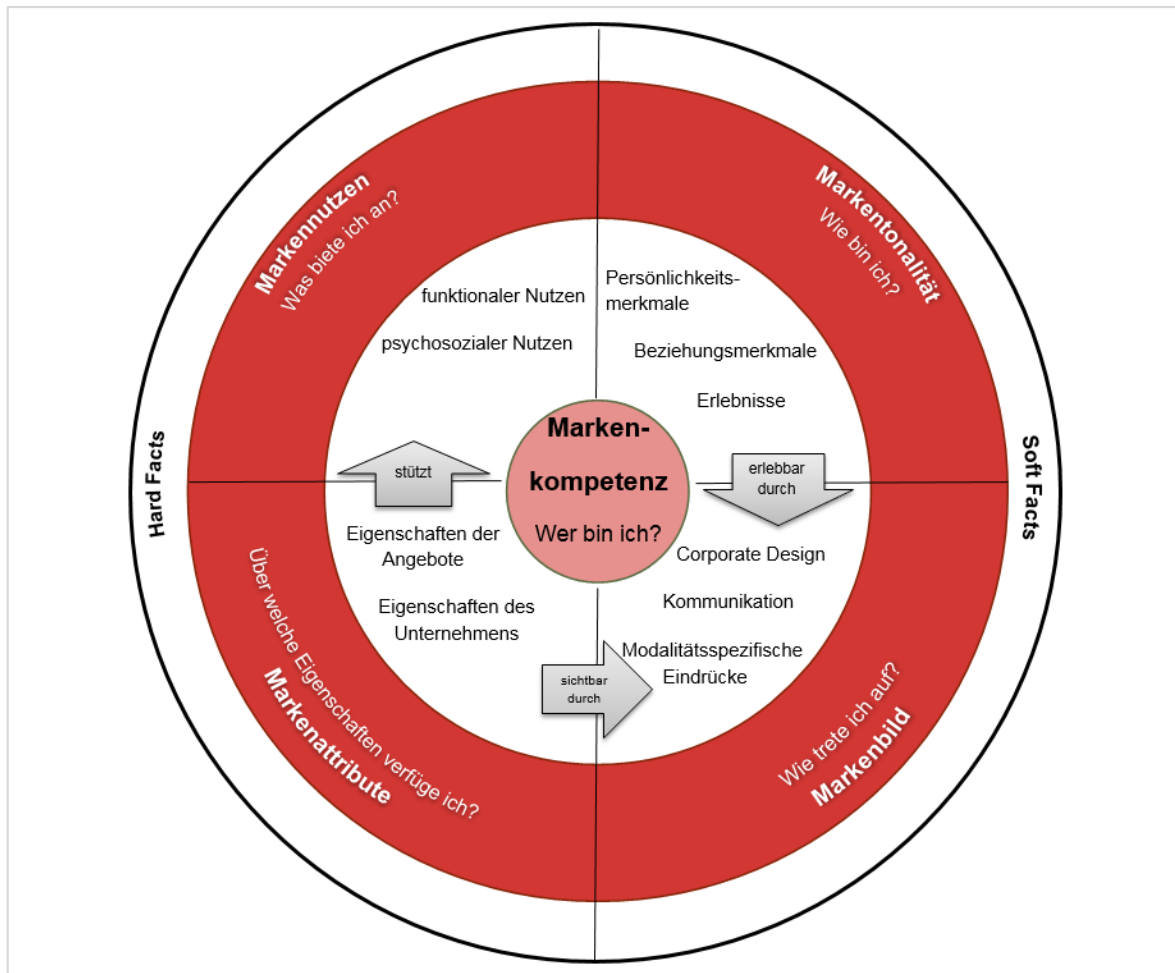 Markennutzen
Was biete ich an?
Markentonalität
Wie bin ich?
funktionaler Nutzen
psychosozialer Nutzen
Persönlichkeits-
merkmale
Beziehungsmerkmale
Erlebnisse
Hard Facts
stützt
Marken-
kompetenz
Wer bin ich?
erlebbar
durch
Soft Facts
Eigenschaften der
Angebote
Eigenschaften des
Unternehmens
Corporate Design
Kommunikation
Modalitätsspezifische
Eindrücke
sichtbar
durch
Über welche Eigenschaften verfüge ich?
Markenattribute
Wie trete ich auf?
Markenbild